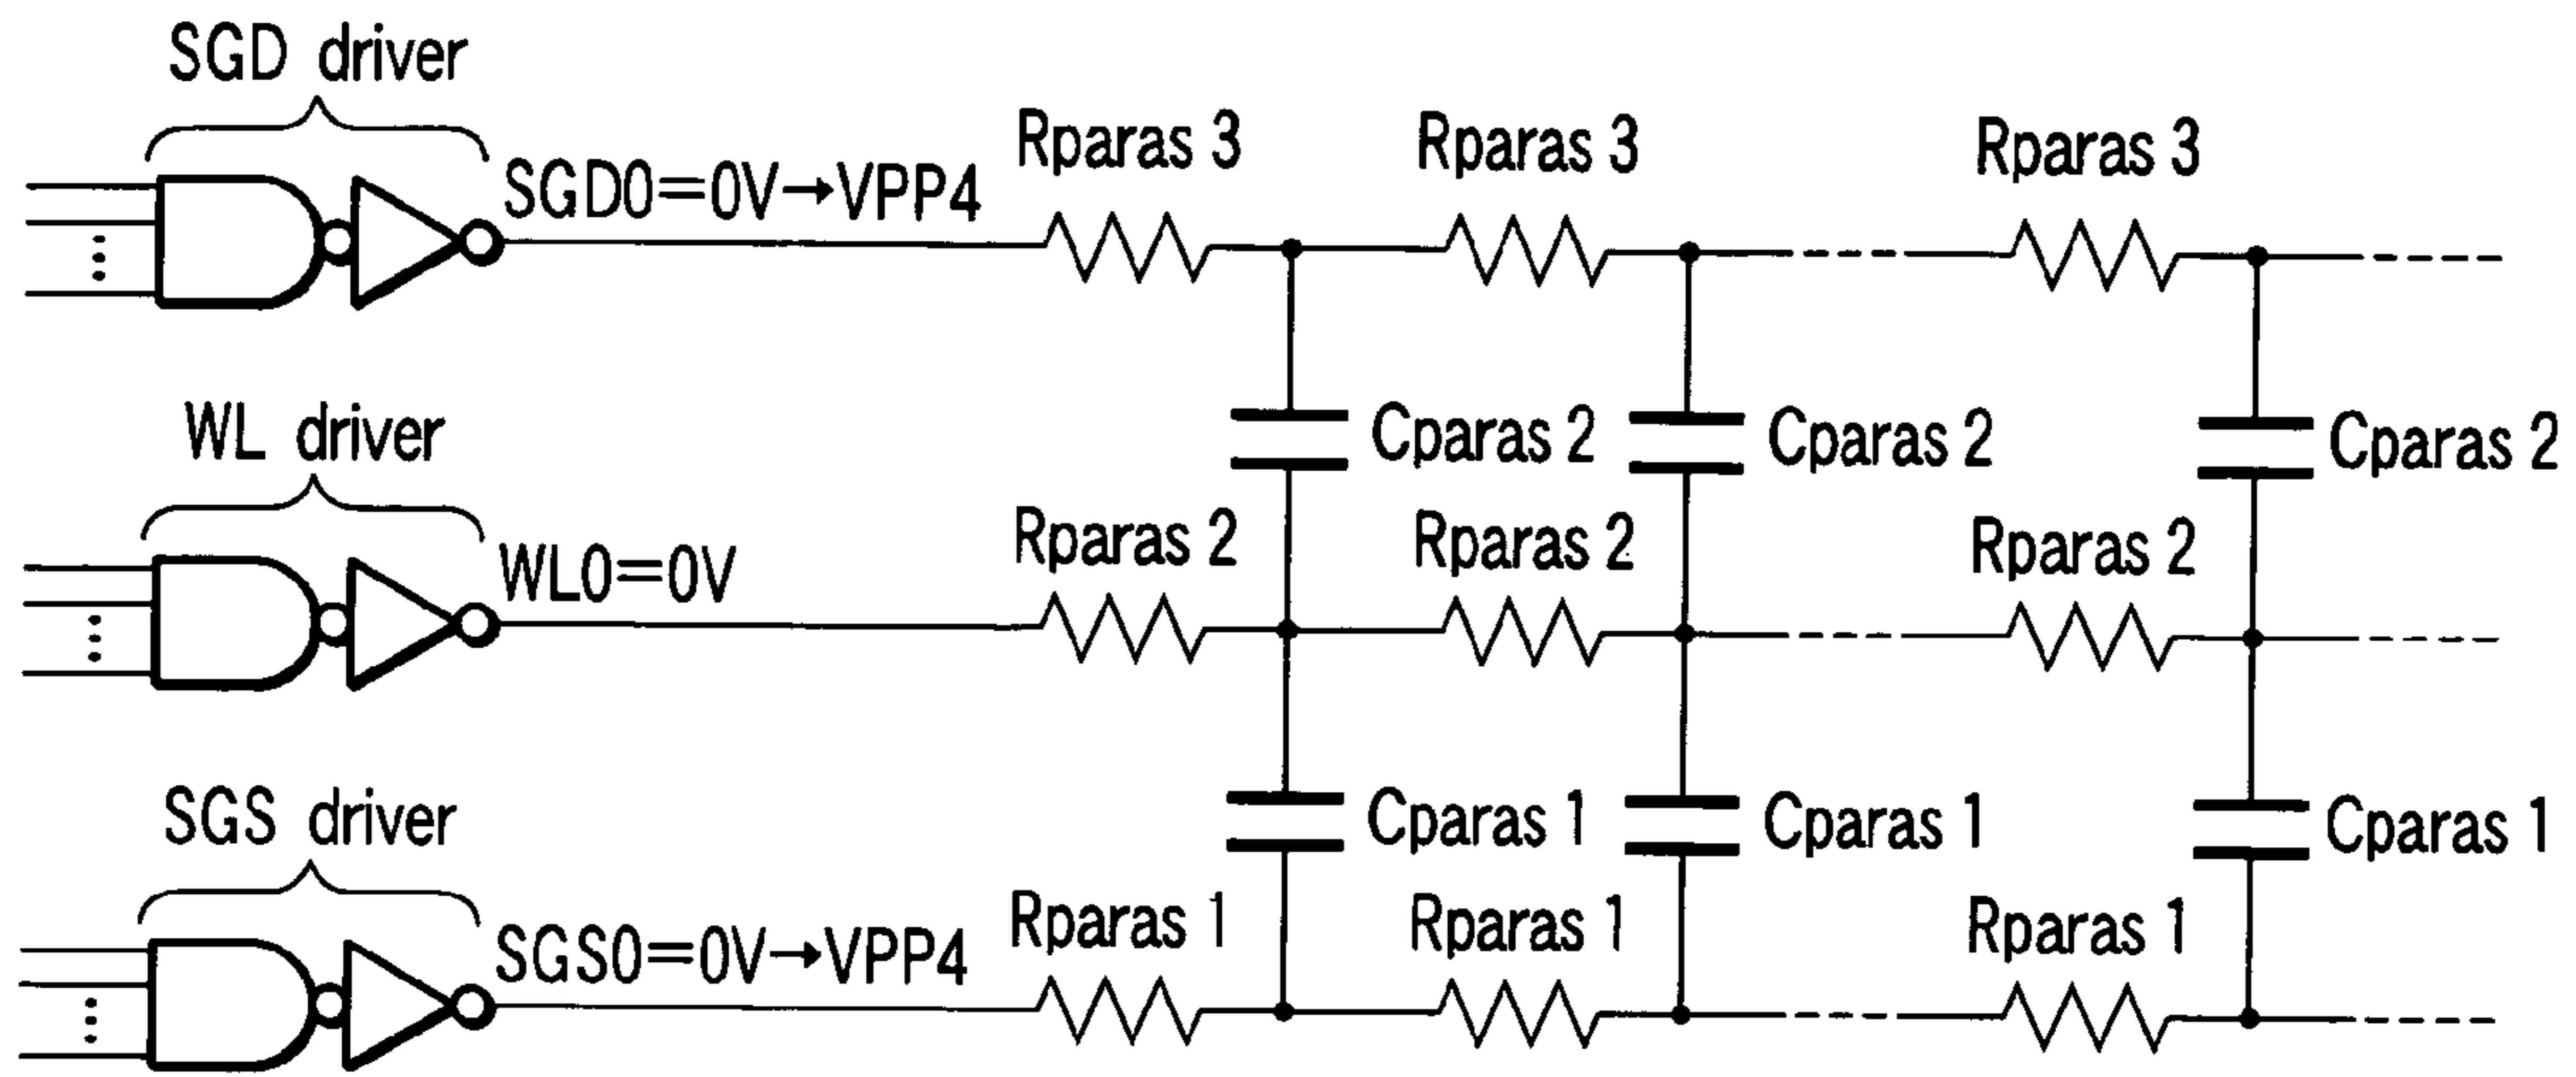 SGD driver
SGD0=0V→VPP4
Rparas 3
Rparas 3
Rparas 3
Cparas 2
Cparas 2
Cparas 2
WL driver
WL0=0V
Rparas 2
Rparas 2
Rparas 2
Cparas 1
Cparas 1
Cparas 1
SGS driver
SGS0=0V→VPP4
Rparas 1
Rparas 1
Rparas 1